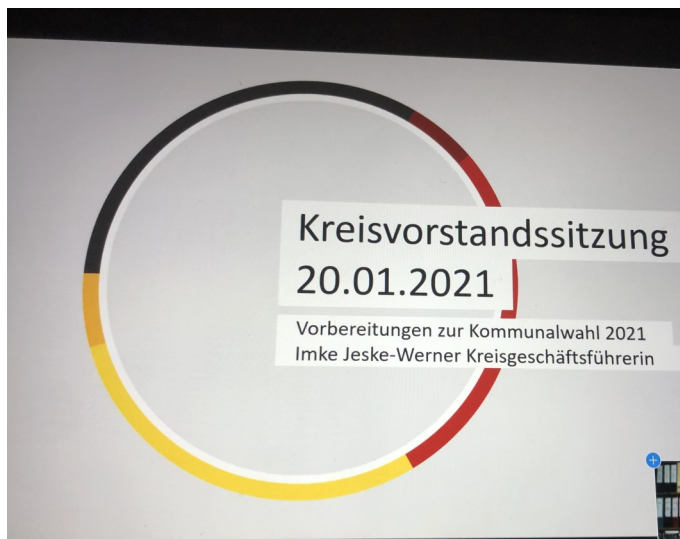 Kreisvorstandssitzung
20.01.2021
Vorbereitungen zur Kommunalwahl 2021
Imke Jeske-Werner Kreisgeschäftsführerin